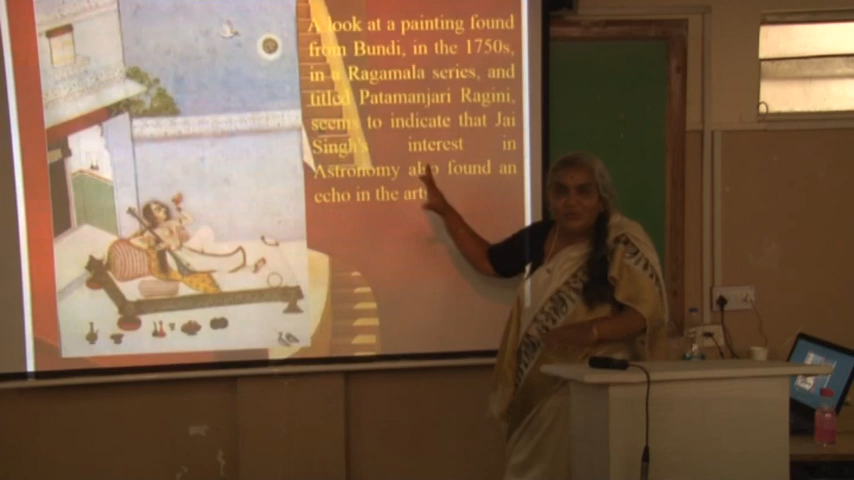 A look at a painting found
from Bundi, in the 1750s,
in a Ragamala series, and
titled Patamanjari Ragini,
seems to indicate that Jai
Singh's interest in
Astronomy also found an
echo in the art